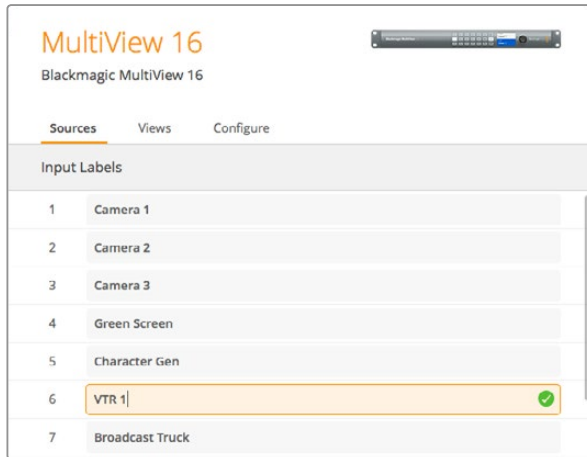 MultiView 16
Blackmagic MultiView 16
Sources Views Configure
Input Labels
1 Camera 1
2 Camera 2
3 Camera 3
4 Green Screen
5 Character Gen
6 VTR 1
7 Broadcast Truck